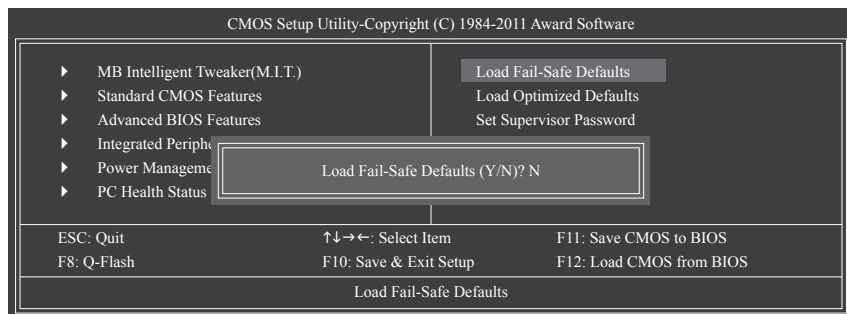 CMOS Setup Utility-Copyright (C) 1984-2011 Award Software
MB Intelligent Tweaker(M.I.T.)
Standard CMOS Features
Advanced BIOS Features
Integrated Periphe
Power Manageme
PC Health Status
Load Fail-Safe Defaults
Load Optimized Defaults
Set Supervisor Password
Load Fail-Safe Defaults (Y/N)? N
ESC: Quit
↑↓→←: Select Item
F11: Save CMOS to BIOS
F8: Q-Flash
F10: Save & Exit Setup
F12: Load CMOS from BIOS
Load Fail-Safe Defaults